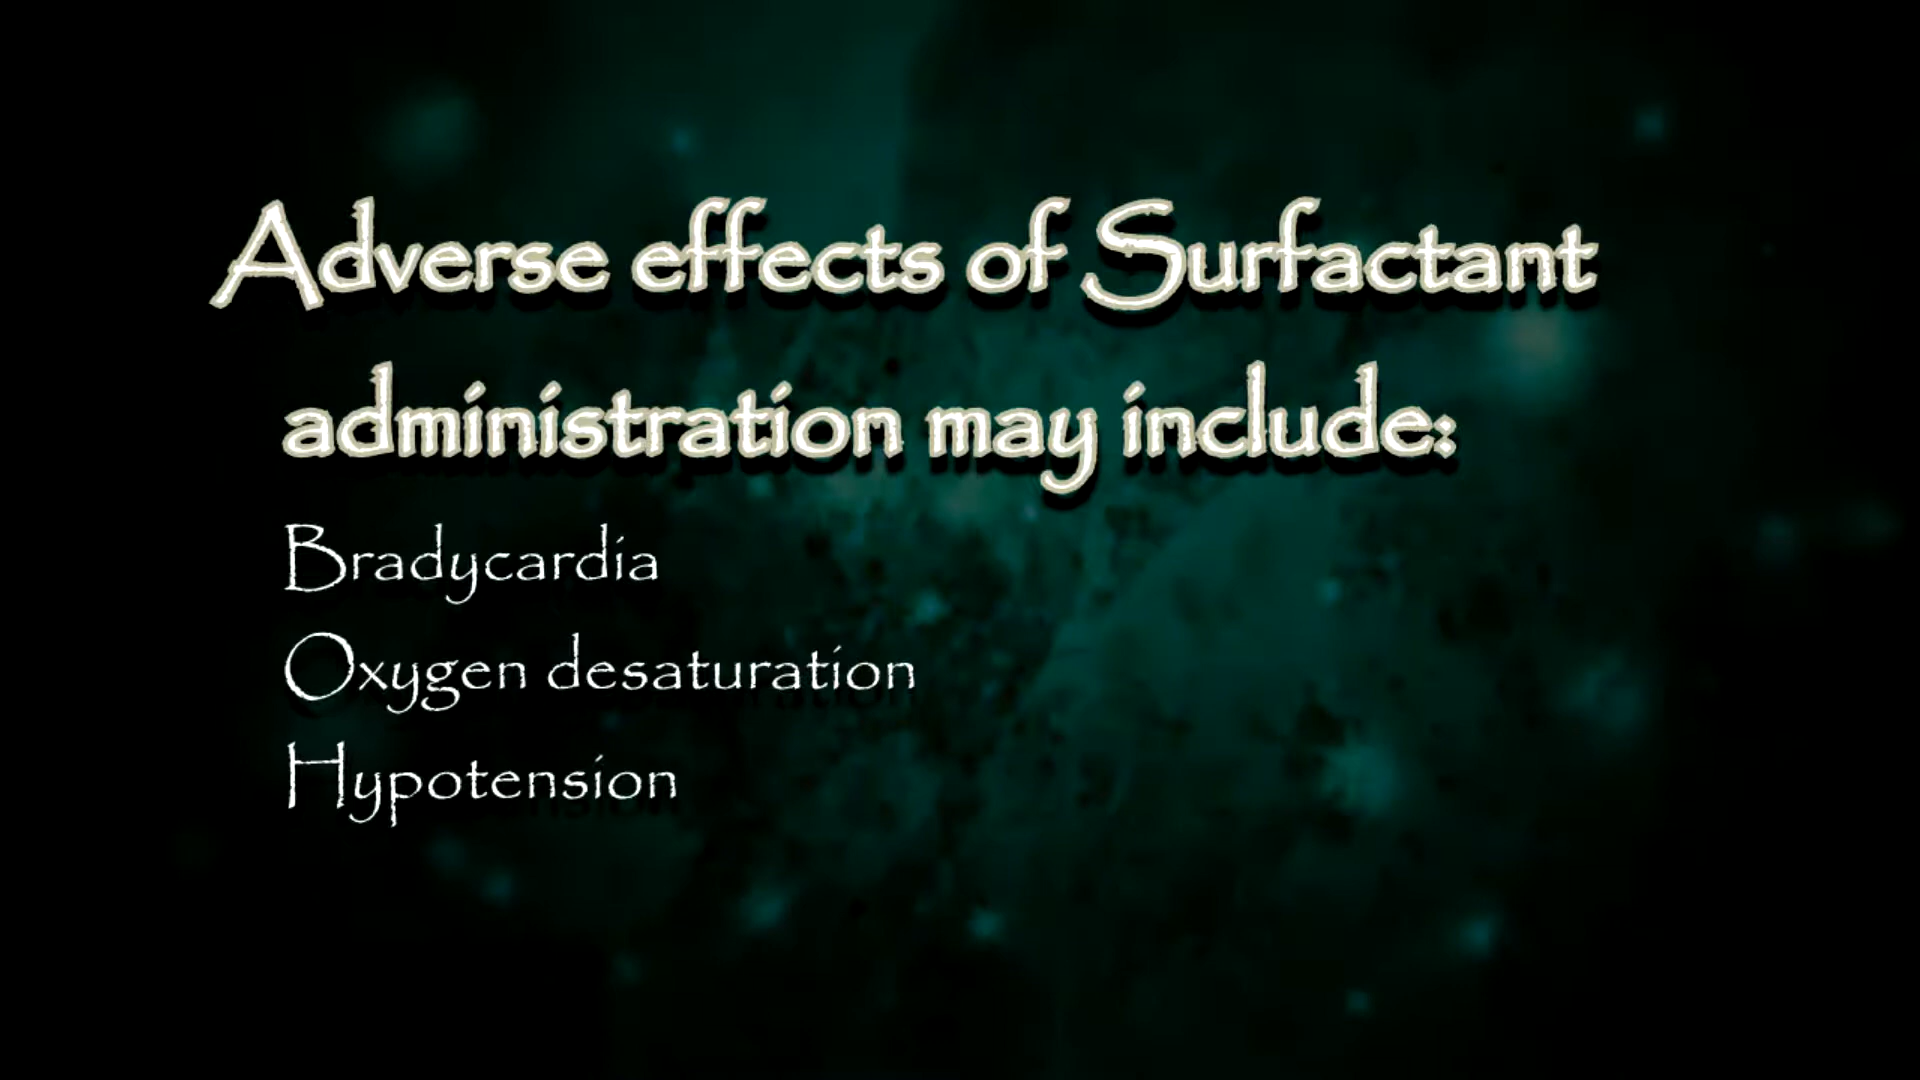 Adverse effects of Surfactant
administration may include:
Bradycardia
Oxygen desaturation
Hypotension